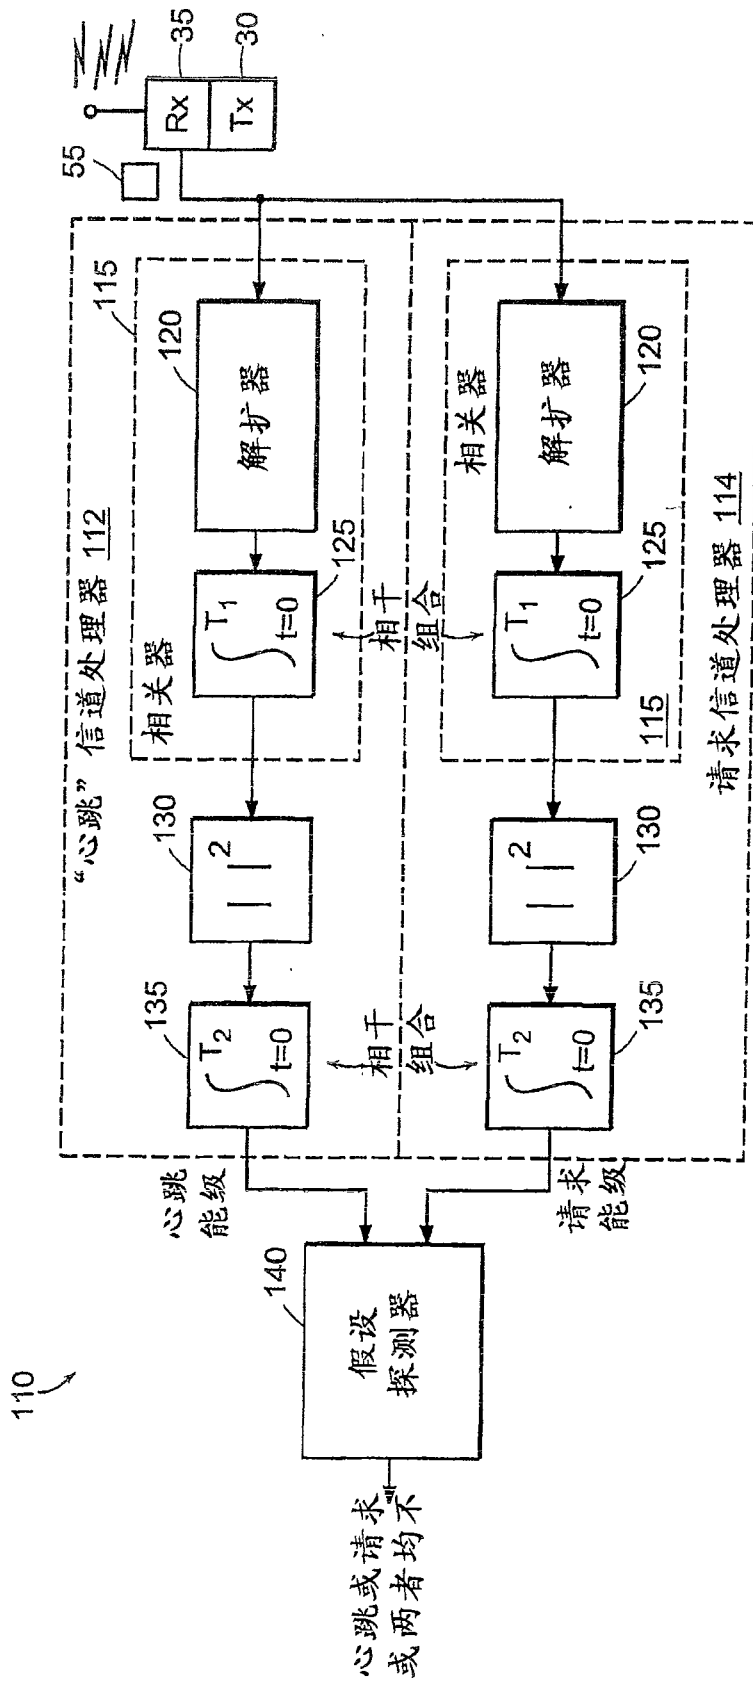 110
55
35
30
Rx
Tx
“心跳” 信道处理器 112
115
相关器
120
解扩器
125
∫ T1 t=0
130
| |2
135
∫ T2 t=0
相干
组合
相干
组合
相关器
120
解扩器
125
∫ T1 t=0
115
130
| |2
135
∫ T2 t=0
请求信道处理器 114
心跳
能级
请求
能级
140
假设
探测器
心跳或请求
或两者均不